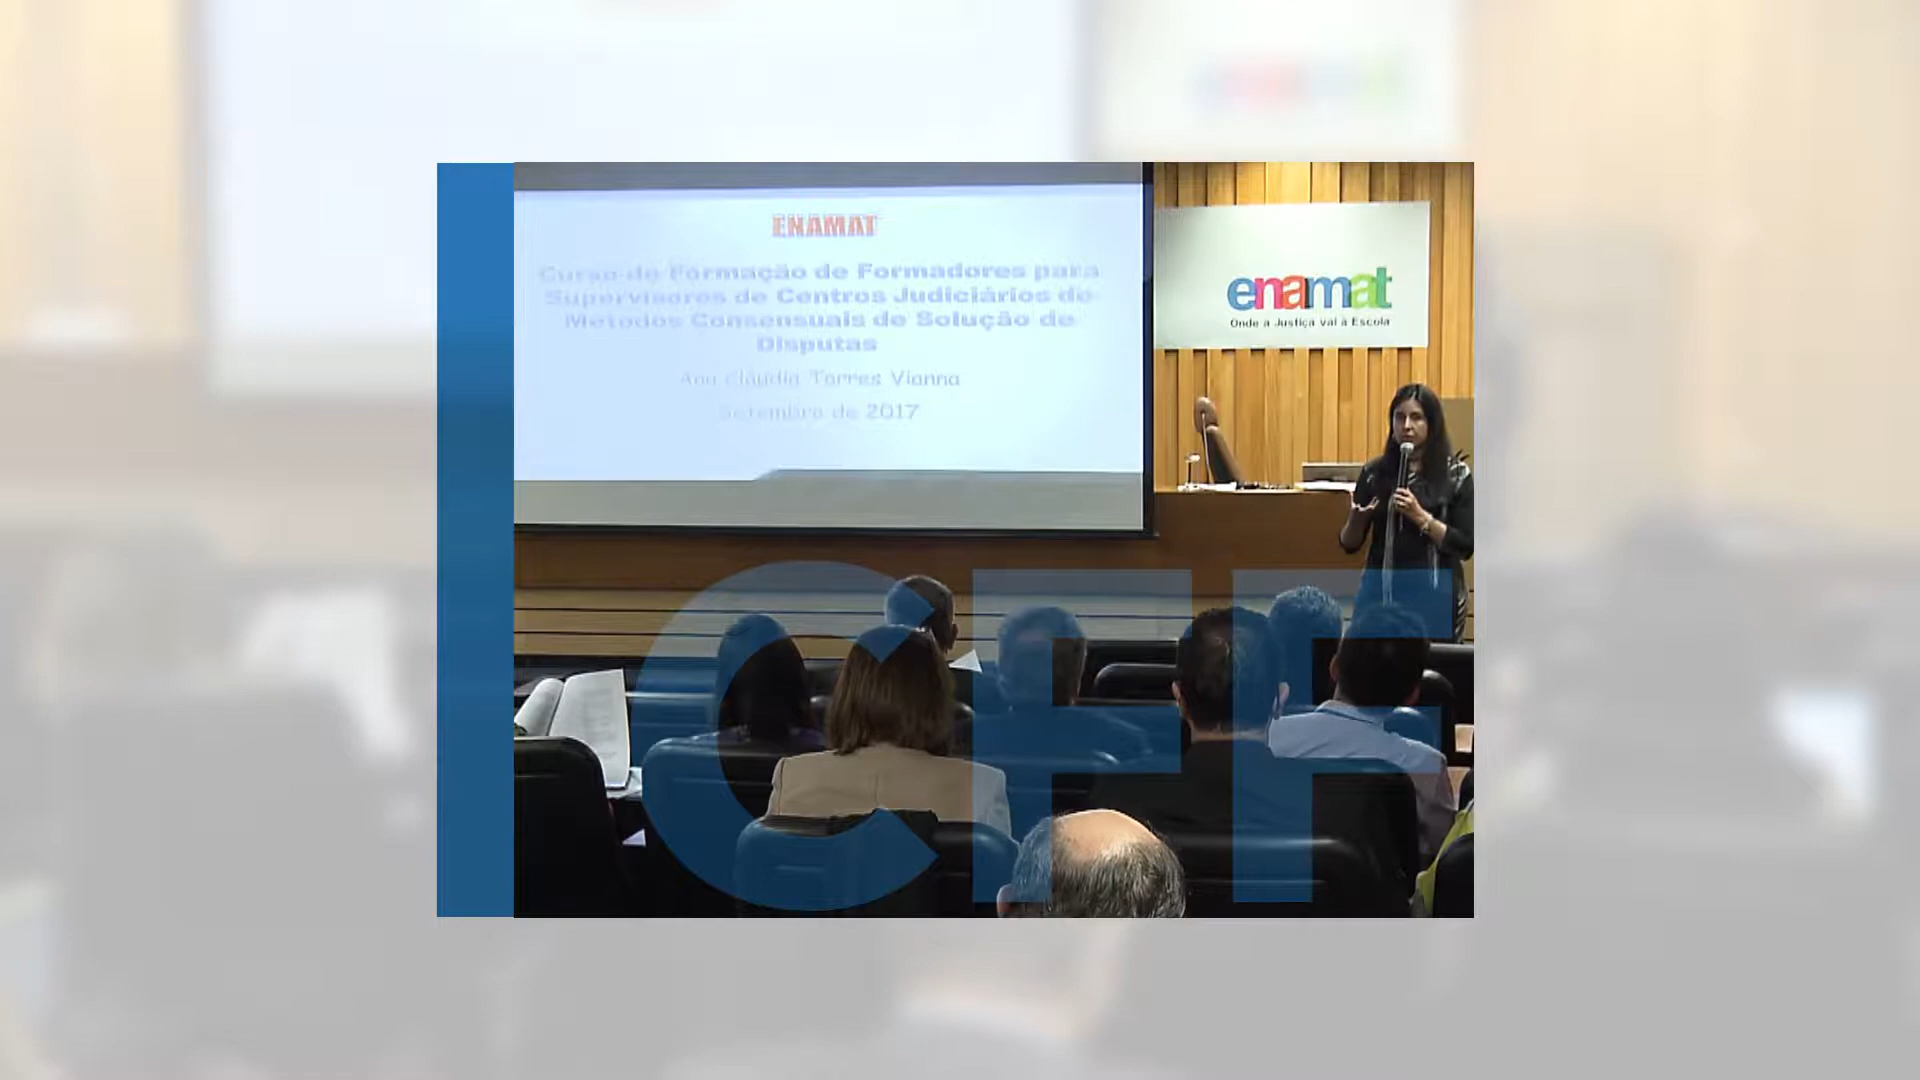 ENAMAT
Curso de Formação de Formadores para
Supervisores de Centros Judiciários de
Métodos Consensuais de Solução de
Disputas
Ana Cláudia Torres Vianna
Setembro de 2017
enamat
Onde a Justiça vai à Escola
CFF